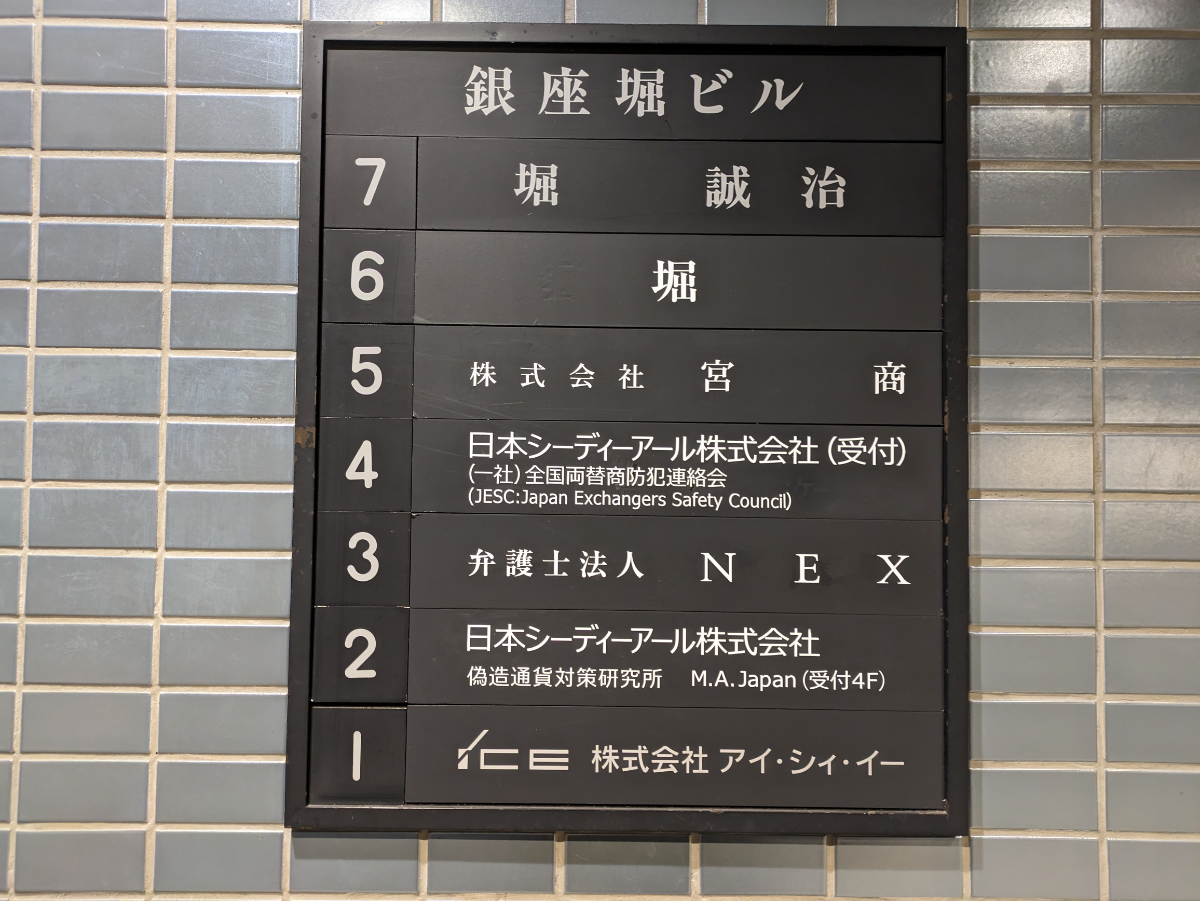 銀座堀ビル
7 堀 誠治
6 堀
5 株式会社 宮商
4 日本シーディーアール株式会社(受付)
(一社)全国両替商防犯連絡会
(JESC:Japan Exchangers Safety Council)
3 弁護士法人 NEX
2 日本シーディーアール株式会社
偽造通貨対策研究所 M.A.Japan(受付4F)
1 ICE 株式会社 アイ・シィ・イー